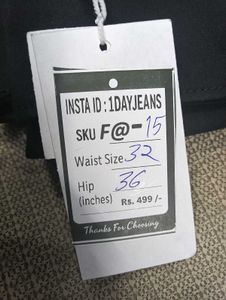 INSTA ID : 1DAYJEANS
SKU F@-15
Waist Size 32
Hip 36
(inches) Rs. 499 /-
Thanks For Choosing